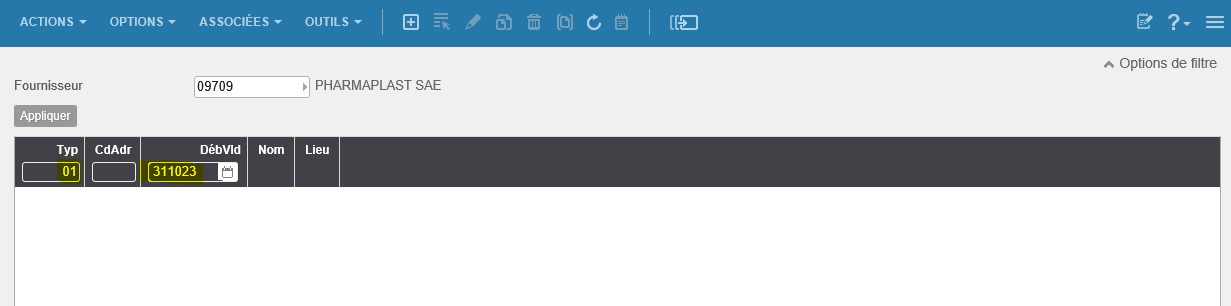 ACTIONS OPTIONS ASSOCIÉES OUTILS ?
Options de filtre
Fournisseur 09709 PHARMAPLAST SAE
Appliquer
Typ CdAdr DébVld Nom Lieu
01 311023